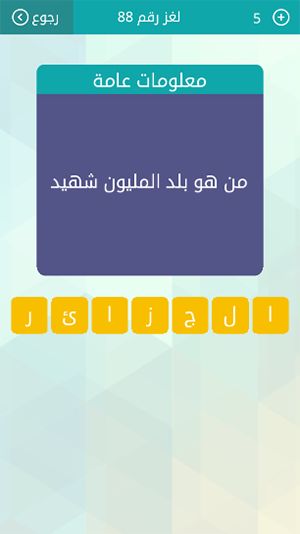 رجوع لغز رقم 88 5
معلومات عامة
من هو بلد المليون شهيد
ا ل ج ز ا ئ ر